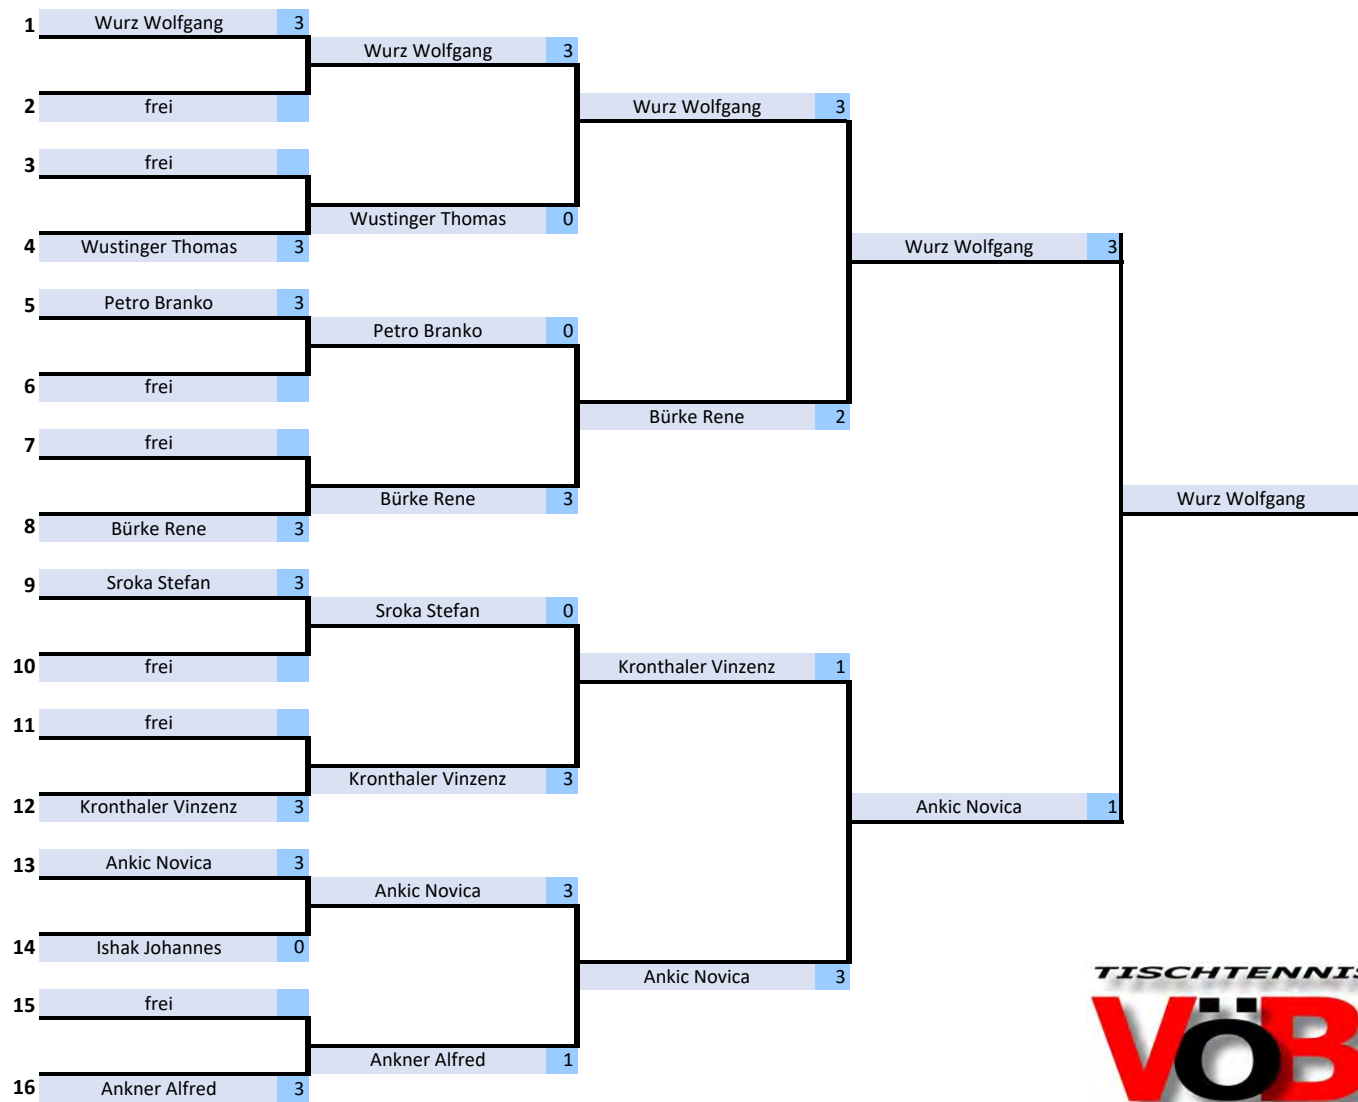 1 Wurz Wolfgang 3
Wurz Wolfgang 3
2 frei
Wurz Wolfgang 3
3 frei
Wustinger Thomas 0
4 Wustinger Thomas 3
Wurz Wolfgang 3
5 Petro Branko 3
Petro Branko 0
6 frei
Bürke Rene 2
7 frei
Bürke Rene 3
Wurz Wolfgang
8 Bürke Rene 3
9 Sroka Stefan 3
Sroka Stefan 0
10 frei
Kronthaler Vinzenz 1
11 frei
Kronthaler Vinzenz 3
12 Kronthaler Vinzenz 3
Ankic Novica 1
13 Ankic Novica 3
Ankic Novica 3
14 Ishak Johannes 0
Ankic Novica 3
TISCHTENNIS
15 frei
VÖB
Ankner Alfred 1
16 Ankner Alfred 3